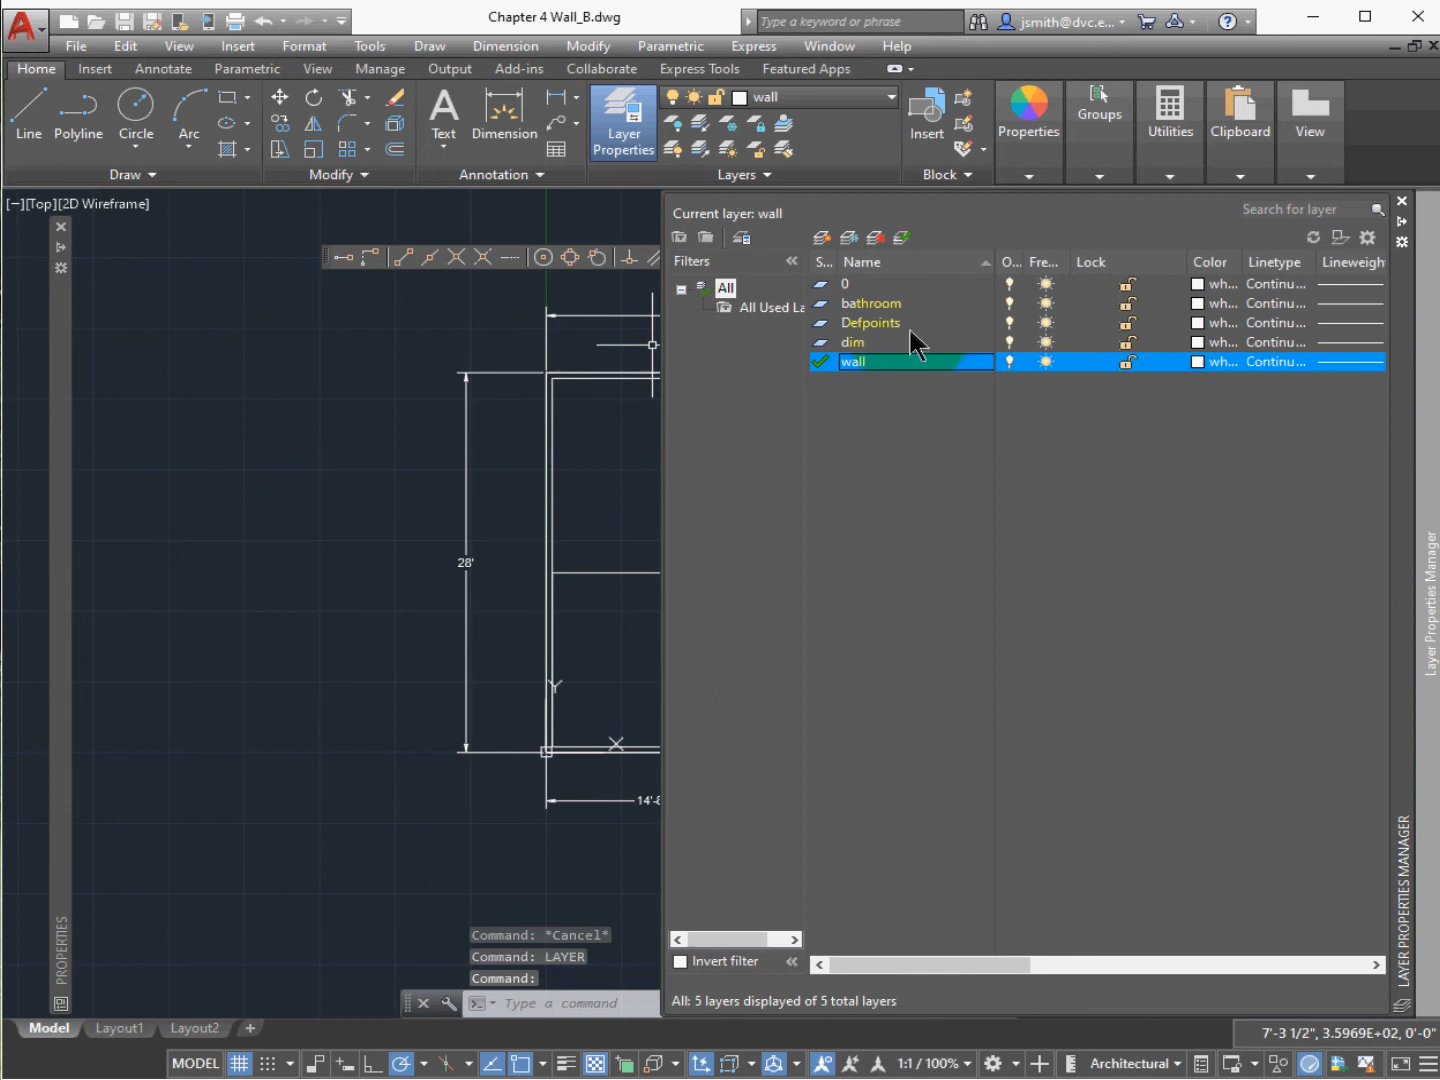 Chapter 4 Wall_B.dwg
Type a keyword or phrase
jsmith@dvc.e...
File Edit View Insert Format Tools Draw Dimension Modify Parametric Express Window Help
Home Insert Annotate Parametric View Manage Output Add-ins Collaborate Express Tools Featured Apps
wall
Line Polyline Circle Arc Text Dimension Layer Properties Insert Properties Groups Utilities Clipboard View
Draw Modify Annotation Layers Block
[−][Top][2D Wireframe]
Current layer: wall
Search for layer
Filters
S... Name O... Fre... Lock Color Linetype Lineweigh
All
All Used La
0 wh... Continu...
bathroom wh... Continu...
Defpoints wh... Continu...
dim wh... Continu...
wall wh... Continu...
28'
Y
X
14'-8
Layer Properties Manager
LAYER PROPERTIES MANAGER
PROPERTIES
Command: *Cancel*
Command: LAYER
Command:
Type a command
Invert filter
All: 5 layers displayed of 5 total layers
Model Layout1 Layout2 +
7'-3 1/2", 3.5969E+02, 0'-0"
MODEL 1:1 / 100% Architectural